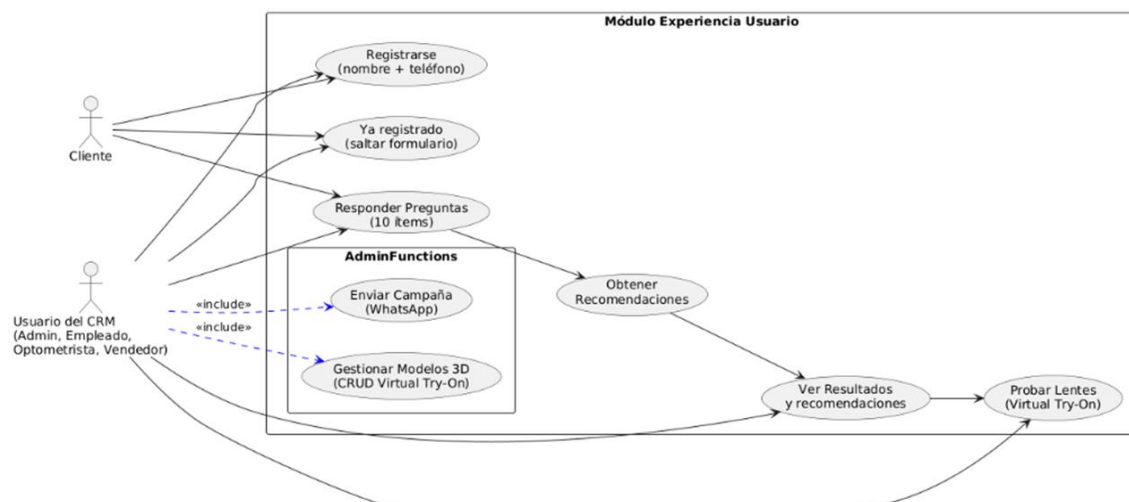 Módulo Experiencia Usuario
Registrarse
(nombre + teléfono)
Ya registrado
(saltar formulario)
Cliente
Responder Preguntas
(10 ítems)
AdminFunctions
Enviar Campaña
(WhatsApp)
Obtener
Recomendaciones
«include»
«include»
Usuario del CRM
(Admin, Empleado,
Optometrista, Vendedor)
Gestionar Modelos 3D
(CRUD Virtual Try-On)
Ver Resultados
y recomendaciones
Probar Lentes
(Virtual Try-On)